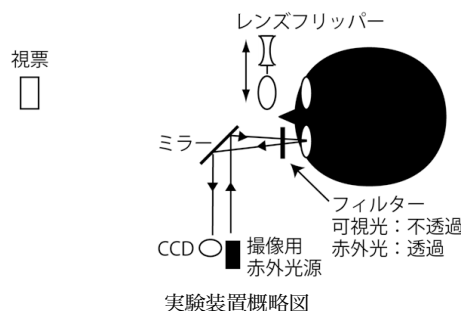 レンズフリッパー
視票
ミラー
フィルター
可視光：不透過
赤外光：透過
CCD
撮像用
赤外光源
実験装置概略図